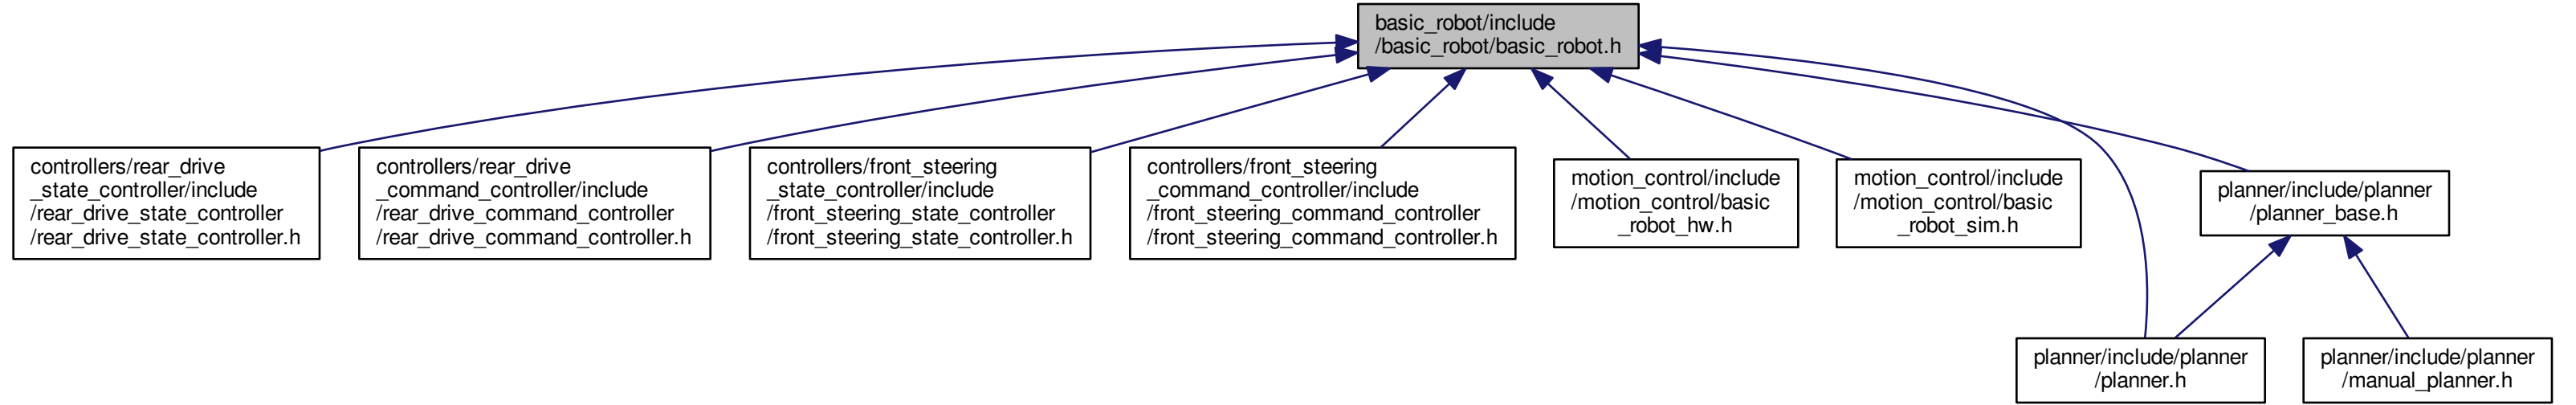 basic_robot/include
/basic_robot/basic_robot.h
controllers/rear_drive
_state_controller/include
/rear_drive_state_controller
/rear_drive_state_controller.h
controllers/rear_drive
_command_controller/include
/rear_drive_command_controller
/rear_drive_command_controller.h
controllers/front_steering
_state_controller/include
/front_steering_state_controller
/front_steering_state_controller.h
controllers/front_steering
_command_controller/include
/front_steering_command_controller
/front_steering_command_controller.h
motion_control/include
/motion_control/basic
_robot_hw.h
motion_control/include
/motion_control/basic
_robot_sim.h
planner/include/planner
/planner_base.h
planner/include/planner
/planner.h
planner/include/planner
/manual_planner.h